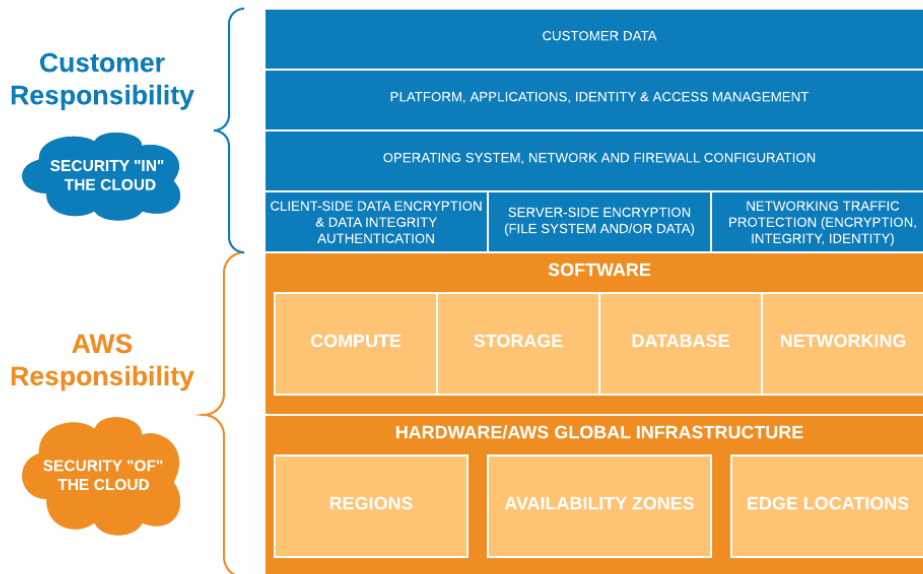 Customer
Responsibility
SECURITY "IN"
THE CLOUD
CUSTOMER DATA
PLATFORM, APPLICATIONS, IDENTITY & ACCESS MANAGEMENT
OPERATING SYSTEM, NETWORK AND FIREWALL CONFIGURATION
CLIENT-SIDE DATA ENCRYPTION
& DATA INTEGRITY
AUTHENTICATION
SERVER-SIDE ENCRYPTION
(FILE SYSTEM AND/OR DATA)
NETWORKING TRAFFIC
PROTECTION (ENCRYPTION,
INTEGRITY, IDENTITY)
AWS
Responsibility
SECURITY "OF"
THE CLOUD
SOFTWARE
COMPUTE
STORAGE
DATABASE
NETWORKING
HARDWARE/AWS GLOBAL INFRASTRUCTURE
REGIONS
AVAILABILITY ZONES
EDGE LOCATIONS